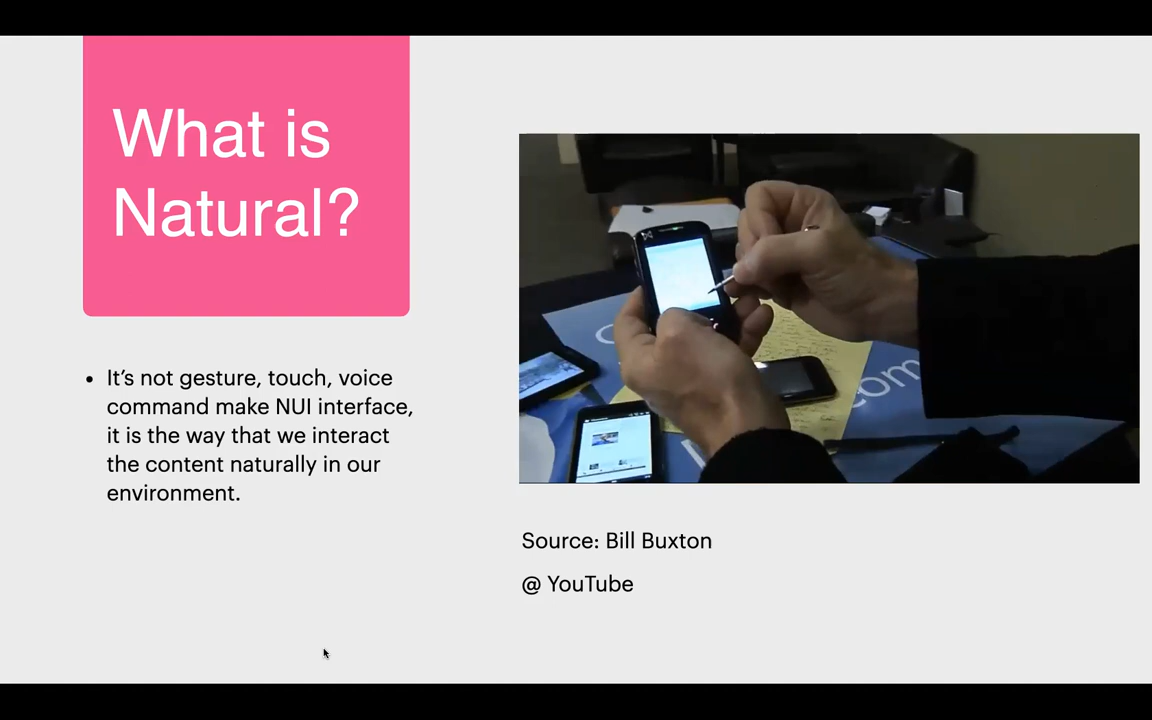 What is
Natural?
• It’s not gesture, touch, voice
command make NUI interface,
it is the way that we interact
the content naturally in our
environment.
com
Source: Bill Buxton
@ YouTube